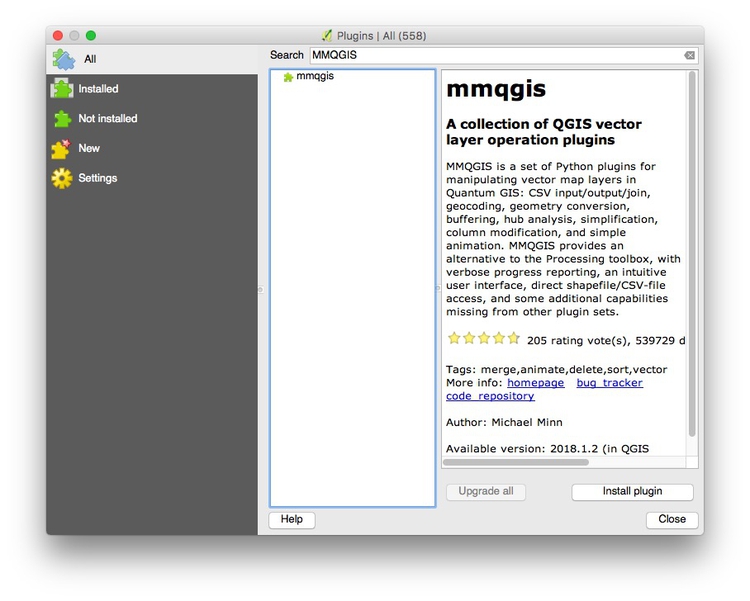 Plugins | All (558)
All
Installed
Not installed
New
Settings
Search MMQGIS
mmqgis
mmqgis
A collection of QGIS vector
layer operation plugins
MMQGIS is a set of Python plugins for
manipulating vector map layers in
Quantum GIS: CSV input/output/join,
geocoding, geometry conversion,
buffering, hub analysis, simplification,
column modification, and simple
animation. MMQGIS provides an
alternative to the Processing toolbox, with
verbose progress reporting, an intuitive
user interface, direct shapefile/CSV-file
access, and some additional capabilities
missing from other plugin sets.
205 rating vote(s), 539729 d
Tags: merge,animate,delete,sort,vector
More info: homepage bug_tracker
code_repository
Author: Michael Minn
Available version: 2018.1.2 (in QGIS
Upgrade all Install plugin
Help Close